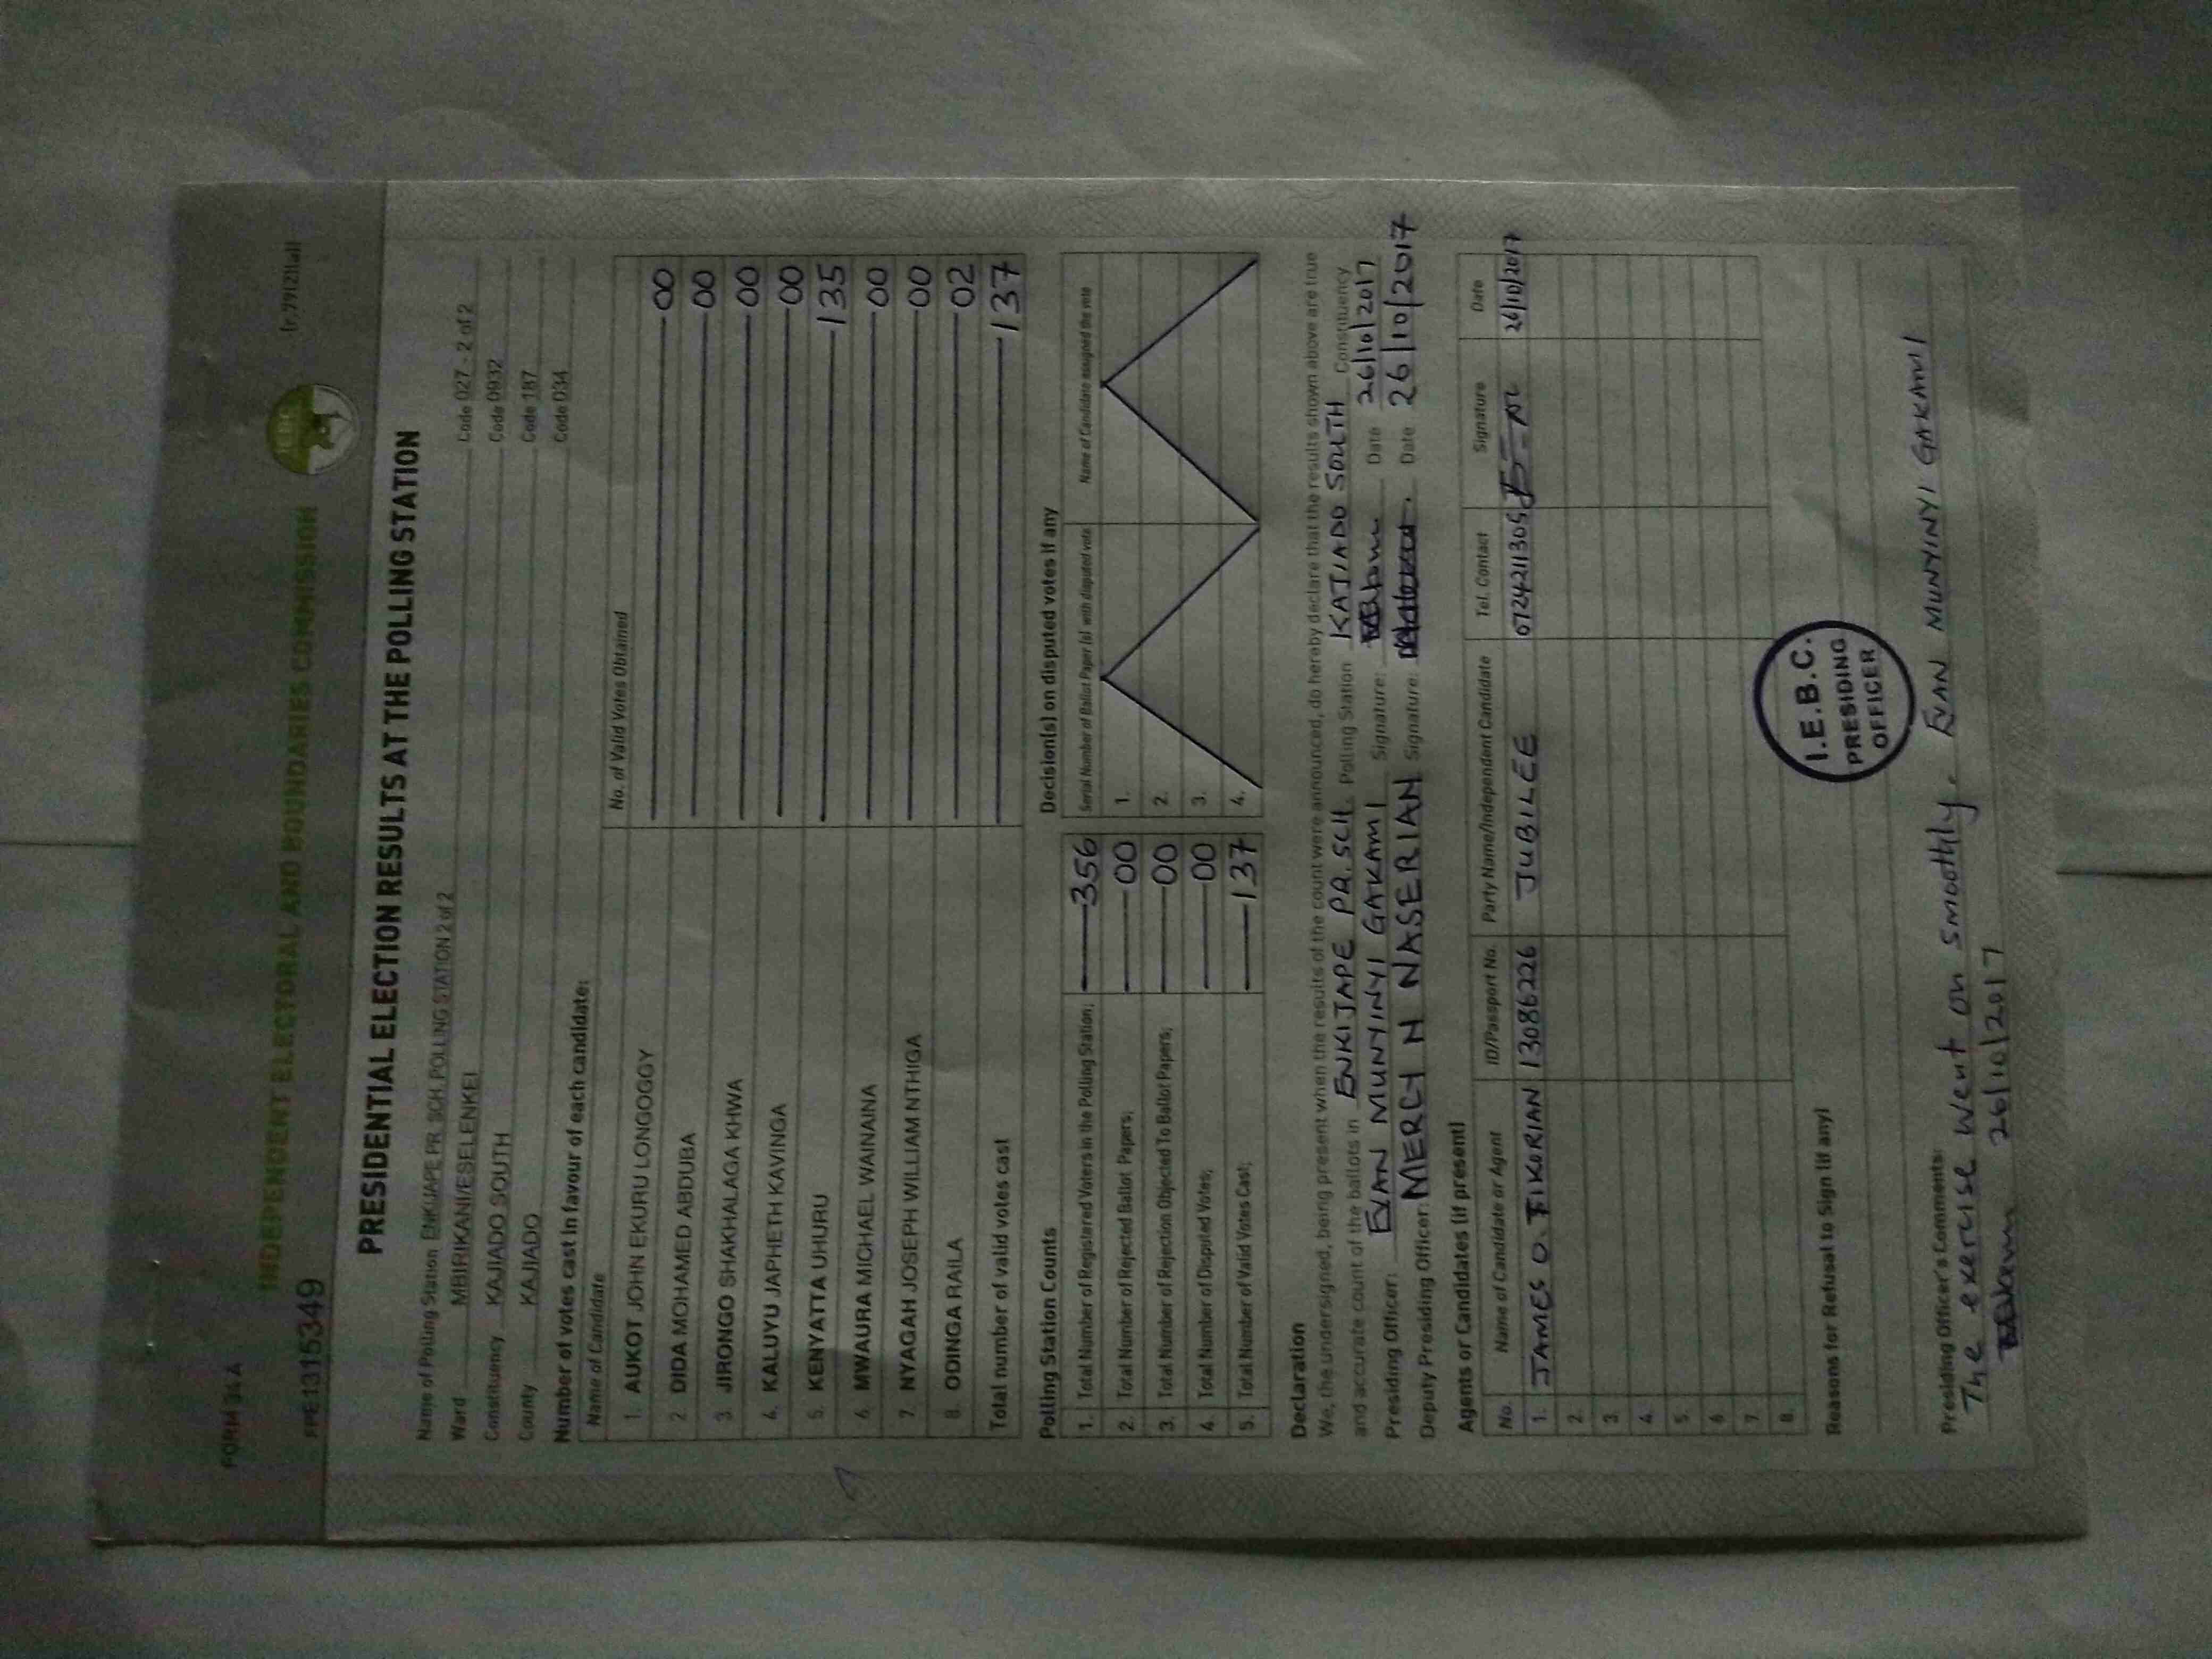 FORM 34 A
(r.79(2)(a))
INDEPENDENT ELECTORAL AND BOUNDARIES COMMISSION
IEBC
PRE1315349
PRESIDENTIAL ELECTION RESULTS AT THE POLLING STATION
Name of Polling Station ENKIJAPE PR. SCH. POLLING STATION 2 of 2 Code 027 - 2 of 2
Ward MBIRIKANI/ESELENKEI Code 0932
Constituency KAJIADO SOUTH Code 187
County KAJIADO Code 034
Number of votes cast in favour of each candidate:
Name of Candidate No. of Valid Votes Obtained
1. AUKOT JOHN EKURU LONGOGGY 00
2. DIDA MOHAMED ABDUBA 00
3. JIRONGO SHAKHALAGA KHWA 00
4. KALUYU JAPHETH KAVINGA 00
5. KENYATTA UHURU 135
6. MWAURA MICHAEL WAINAINA 00
7. NYAGAH JOSEPH WILLIAM NTHIGA 00
8. ODINGA RAILA 02
Total number of valid votes cast 137
Polling Station Counts Decision(s) on disputed votes if any
Serial Number of Ballot Paper (s) with disputed vote Name of Candidate assigned the vote
1. Total Number of Registered Voters in the Polling Station; 356 1.
2. Total Number of Rejected Ballot Papers; 00 2.
3. Total Number of Rejection Objected To Ballot Papers; 00 3.
4. Total Number of Disputed Votes; 00 4.
5. Total Number of Valid Votes Cast; 137
Declaration
We, the undersigned, being present when the results of the count were announced, do hereby declare that the results shown above are true
and accurate count of the ballots in ENKIJAPE PR. SCH. Polling Station KAJIADO SOUTH Constituency
Presiding Officer: EVAN MUNYINYI GAKAMI Signature: Date 26/10/2017
Deputy Presiding Officer: MERCY N NASERIAN Signature: Date 26/10/2017
Agents or Candidates (if present)
No. Name of Candidate or Agent ID/Passport No. Party Name/Independent Candidate Tel. Contact Signature Date
1. JAMES O. TIKORIAN 13086226 JUBILEE 0724211305 26/10/2017
2.
3.
4.
5.
6.
7.
8.
Reasons for Refusal to Sign (if any)
I.E.B.C.
PRESIDING
OFFICER
Presiding Officer's Comments:
The exercise went on smoothly. EVAN MUNYINYI GAKAMI
26/10/2017